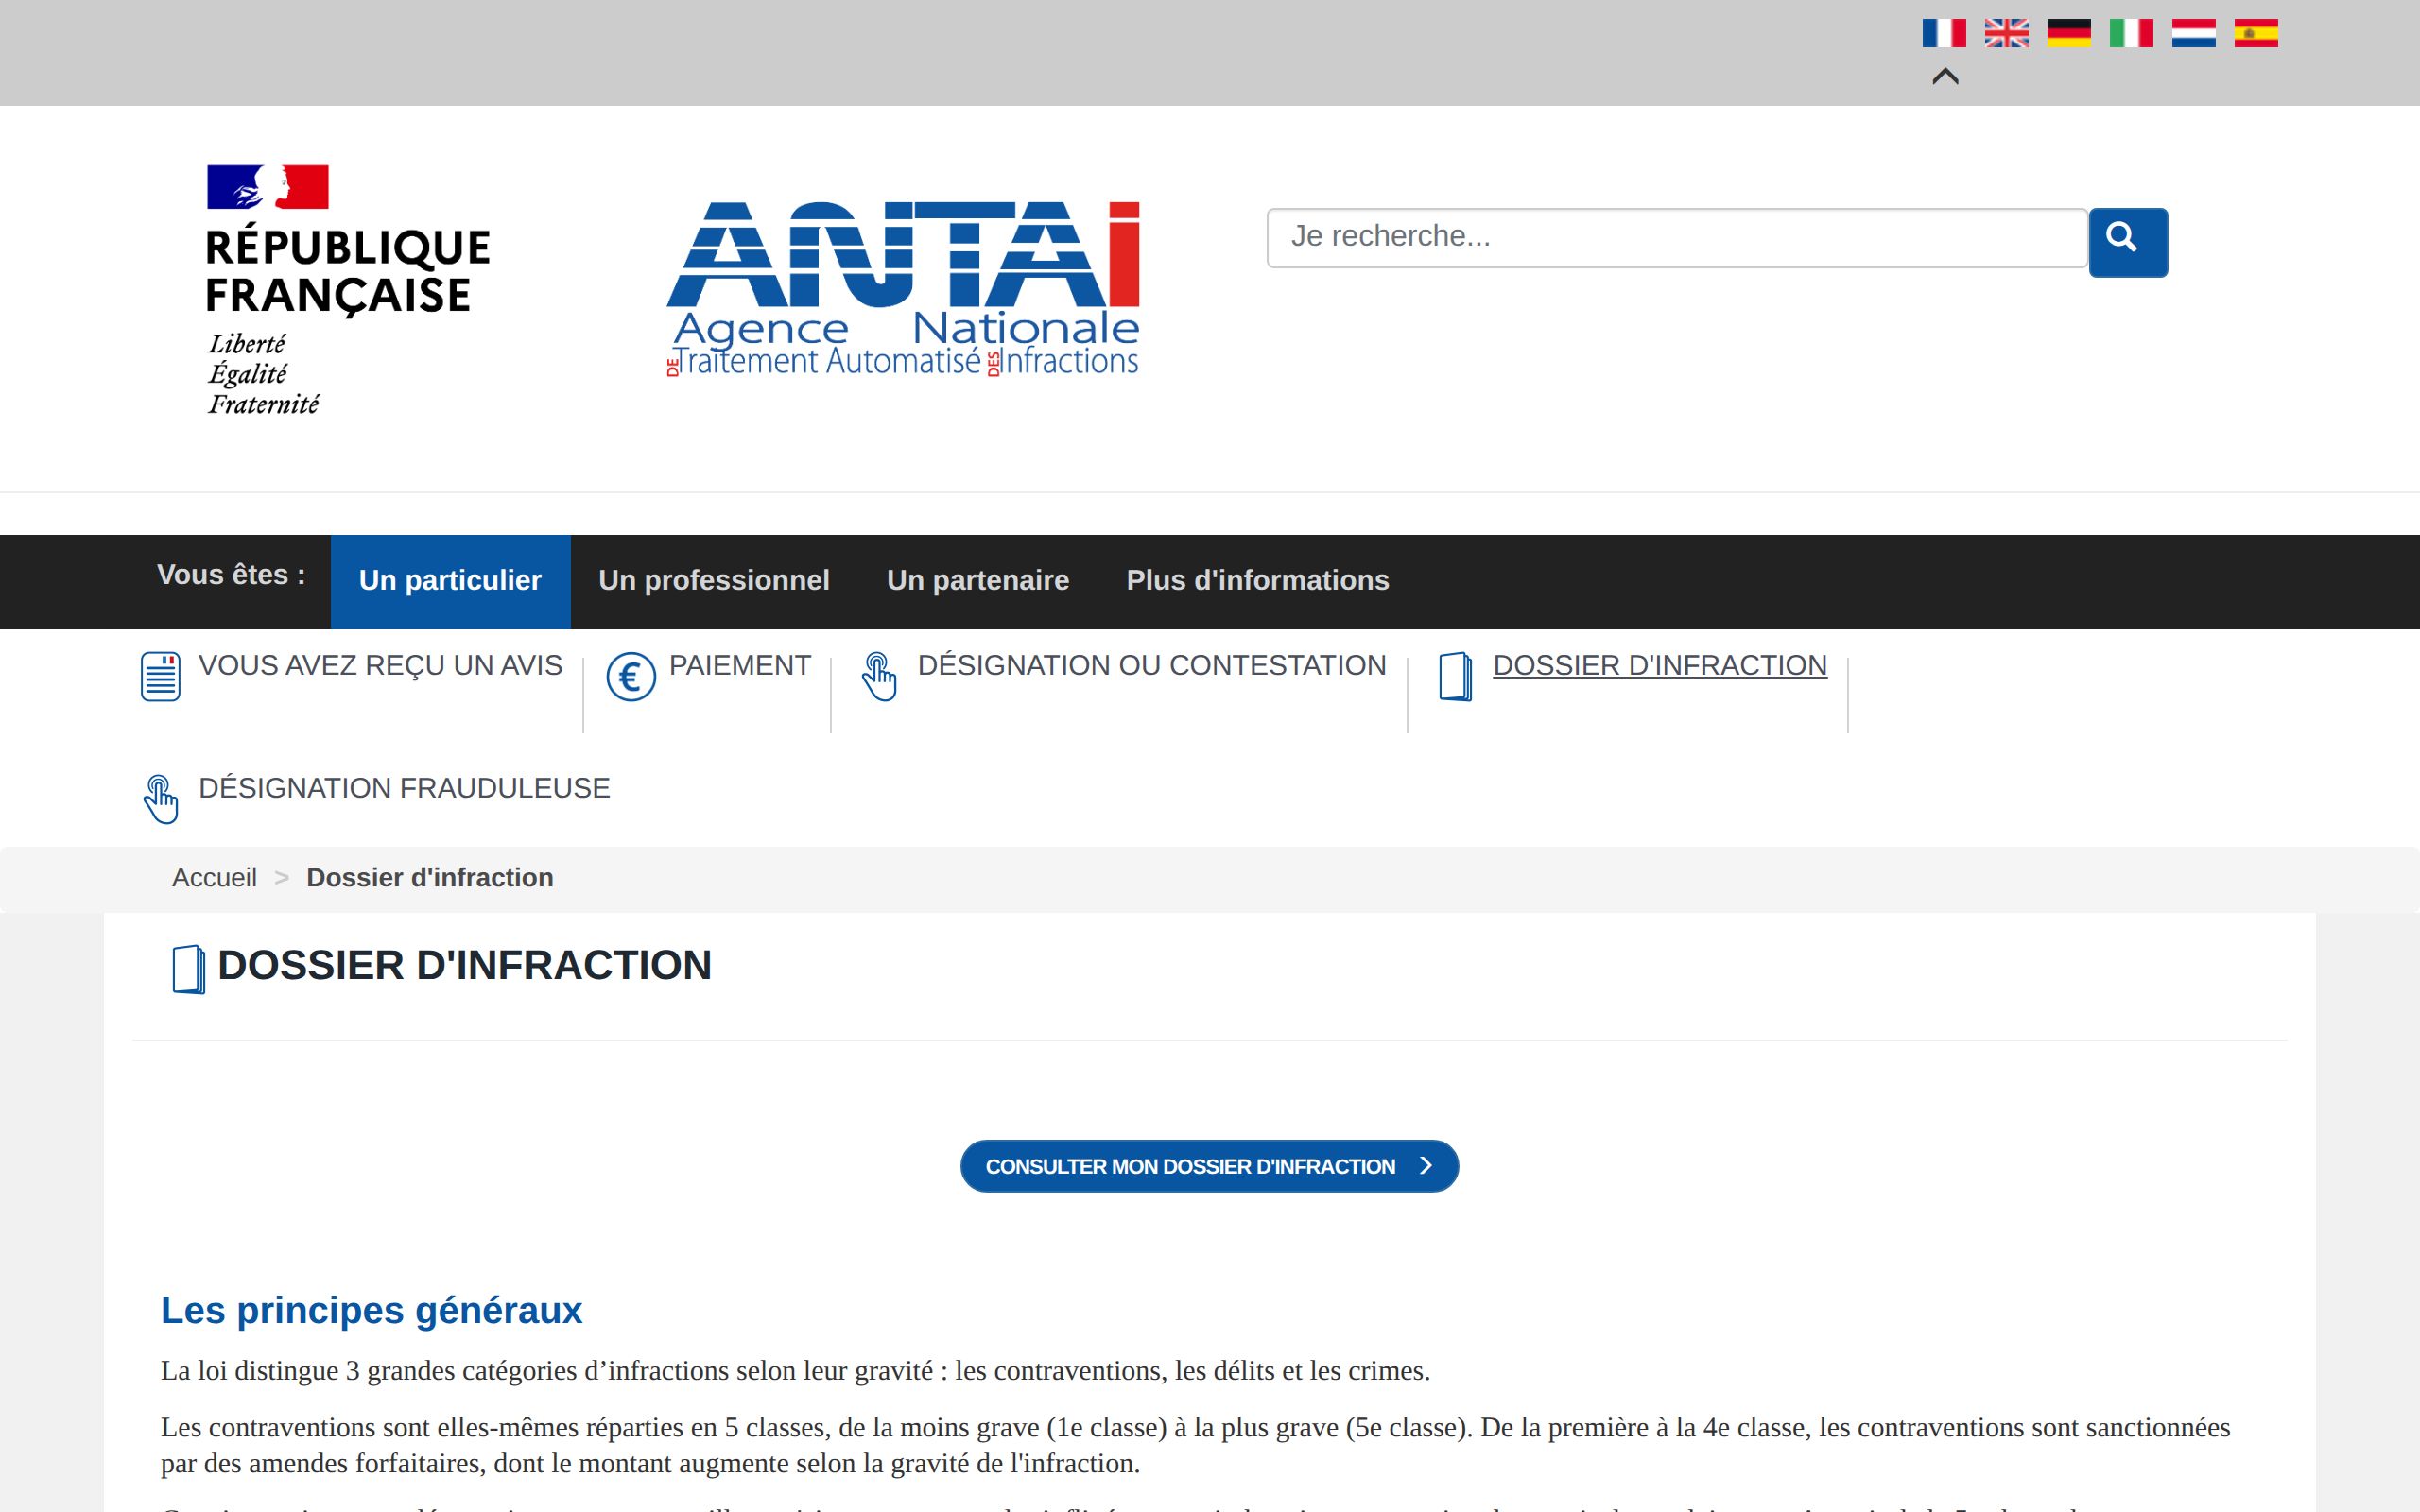 RÉPUBLIQUE
FRANÇAISE
Liberté
Égalité
Fraternité
ANTAi
Agence Nationale
DE Traitement Automatisé DES Infractions
Je recherche...
Vous êtes : Un particulier Un professionnel Un partenaire Plus d'informations
VOUS AVEZ REÇU UN AVIS PAIEMENT DÉSIGNATION OU CONTESTATION DOSSIER D'INFRACTION
DÉSIGNATION FRAUDULEUSE
Accueil > Dossier d'infraction
DOSSIER D'INFRACTION
CONSULTER MON DOSSIER D'INFRACTION
Les principes généraux
La loi distingue 3 grandes catégories d’infractions selon leur gravité : les contraventions, les délits et les crimes.
Les contraventions sont elles-mêmes réparties en 5 classes, de la moins grave (1e classe) à la plus grave (5e classe). De la première à la 4e classe, les contraventions sont sanctionnées
par des amendes forfaitaires, dont le montant augmente selon la gravité de l'infraction.